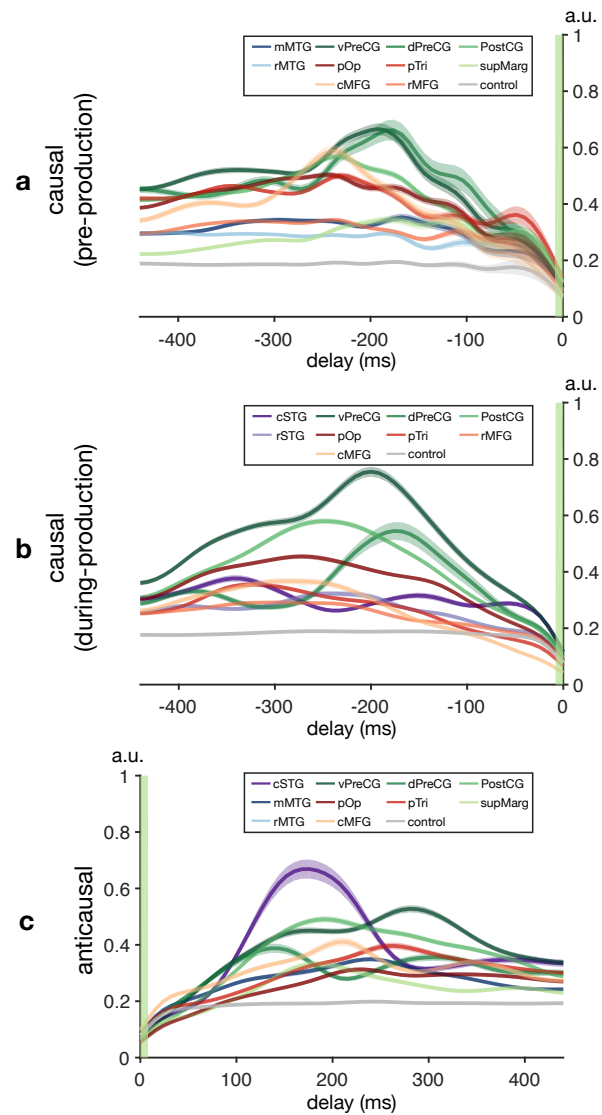 a.u.
1
mMTG vPreCG dPreCG PostCG
rMTG pOp pTri supMarg
cMFG rMFG control
0.8
0.6
a
causal
(pre-production)
0.4
0.2
0
-400 -300 -200 -100 0
delay (ms)
a.u.
1
cSTG vPreCG dPreCG PostCG
rSTG pOp pTri rMFG
cMFG control
0.8
0.6
b
causal
(during-production)
0.4
0.2
0
-400 -300 -200 -100 0
delay (ms)
a.u.
1
cSTG vPreCG dPreCG PostCG
mMTG pOp pTri supMarg
rMTG cMFG control
0.8
0.6
c
anticausal
0.4
0.2
0
0 100 200 300 400
delay (ms)